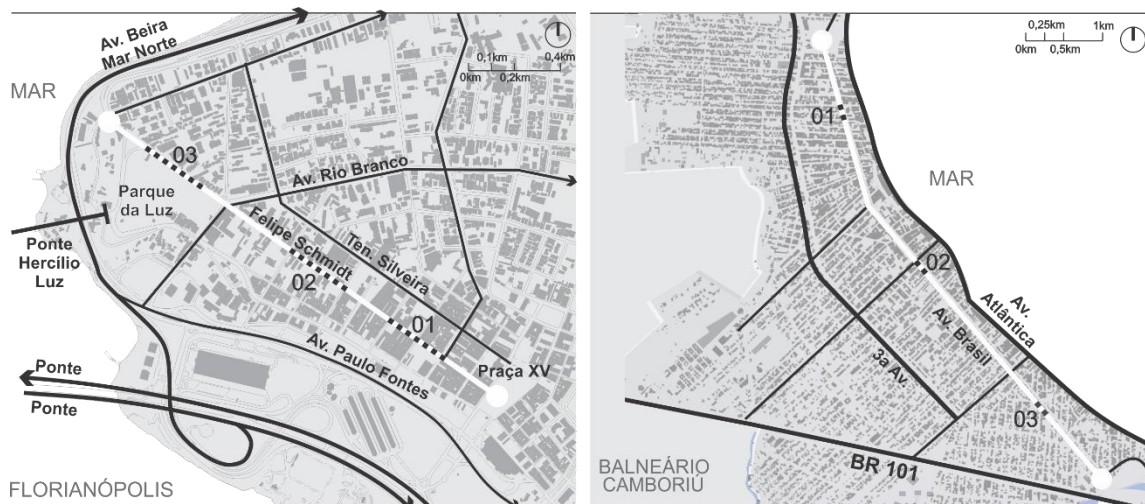 Av. Beira
Mar Norte
0,1km
0,4km
0km
0,2km
MAR
03
Parque
da Luz
Av. Rio Branco
Ponte
Hercílio
Luz
Felipe Schmidt
Ten. Silveira
02
01
Av. Paulo Fontes
Praça XV
Ponte
Ponte
FLORIANÓPOLIS
0,25km
1km
0km
0,5km
01
MAR
02
Av.
Atlântica
Av. Brasil
3a Av.
03
BR 101
BALNEÁRIO
CAMBORIÚ